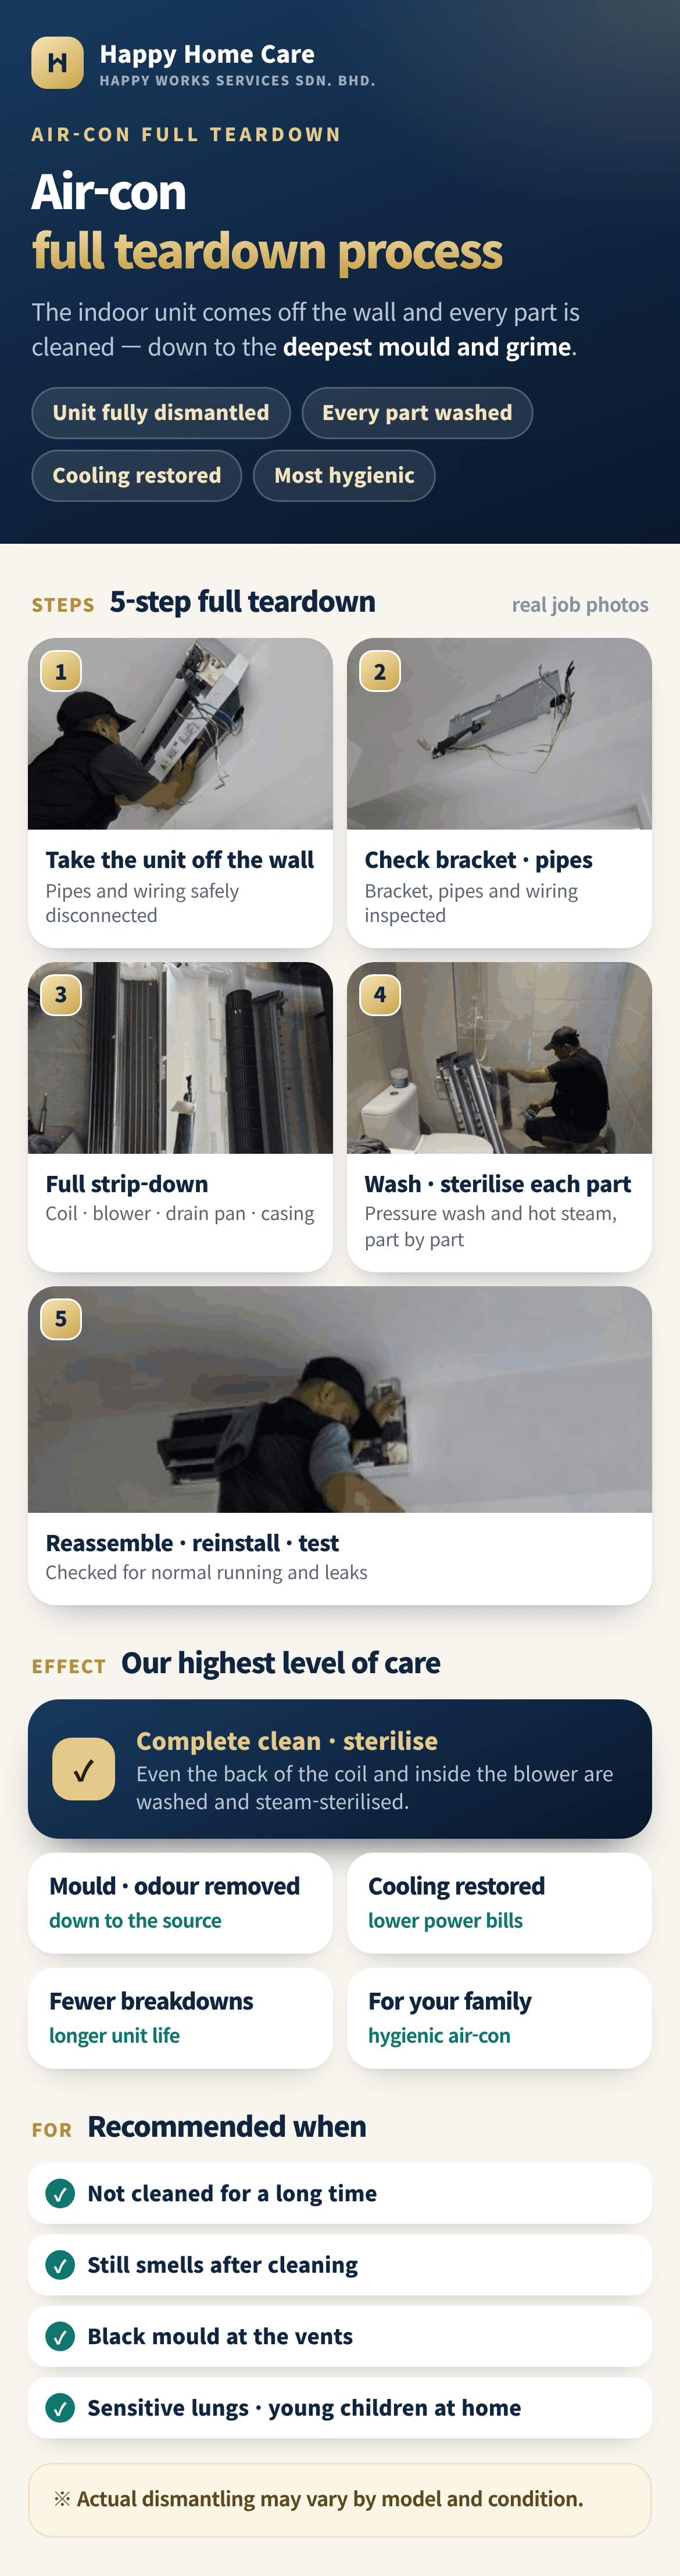 H
Happy Home Care
HAPPY WORKS SERVICES SDN. BHD.
AIR-CON FULL TEARDOWN
Air-con
full teardown process
The indoor unit comes off the wall and every part is
cleaned — down to the deepest mould and grime.
Unit fully dismantled
Every part washed
Cooling restored
Most hygienic
STEPS 5-step full teardown
real job photos
1
Take the unit off the wall
Pipes and wiring safely
disconnected
2
Check bracket · pipes
Bracket, pipes and wiring
inspected
3
Full strip-down
Coil · blower · drain pan · casing
4
Wash · sterilise each part
Pressure wash and hot steam,
part by part
5
Reassemble · reinstall · test
Checked for normal running and leaks
EFFECT Our highest level of care
✓
Complete clean · sterilise
Even the back of the coil and inside the blower are
washed and steam-sterilised.
Mould · odour removed
down to the source
Cooling restored
lower power bills
Fewer breakdowns
longer unit life
For your family
hygienic air-con
FOR Recommended when
✓ Not cleaned for a long time
✓ Still smells after cleaning
✓ Black mould at the vents
✓ Sensitive lungs · young children at home
※ Actual dismantling may vary by model and condition.